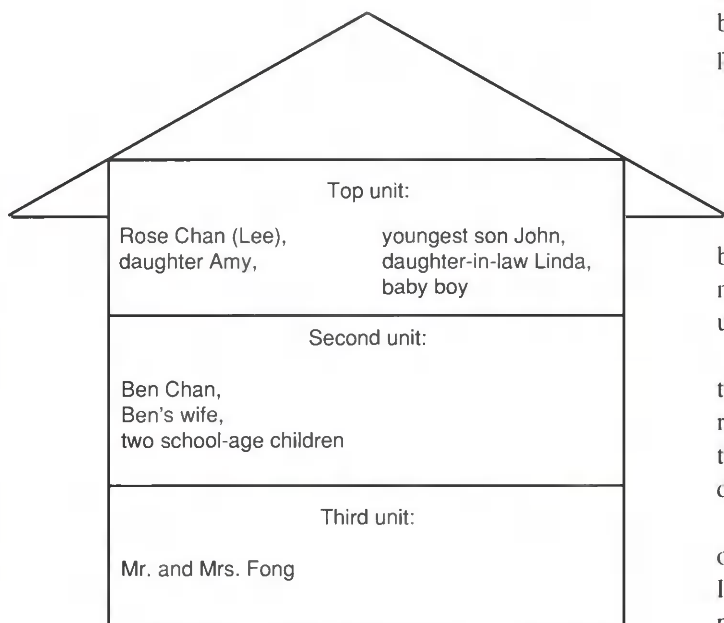 Top unit:
Rose Chan (Lee),
daughter Amy,
youngest son John,
daughter-in-law Linda,
baby boy
Second unit:
Ben Chan,
Ben's wife,
two school-age children
Third unit:
Mr. and Mrs. Fong